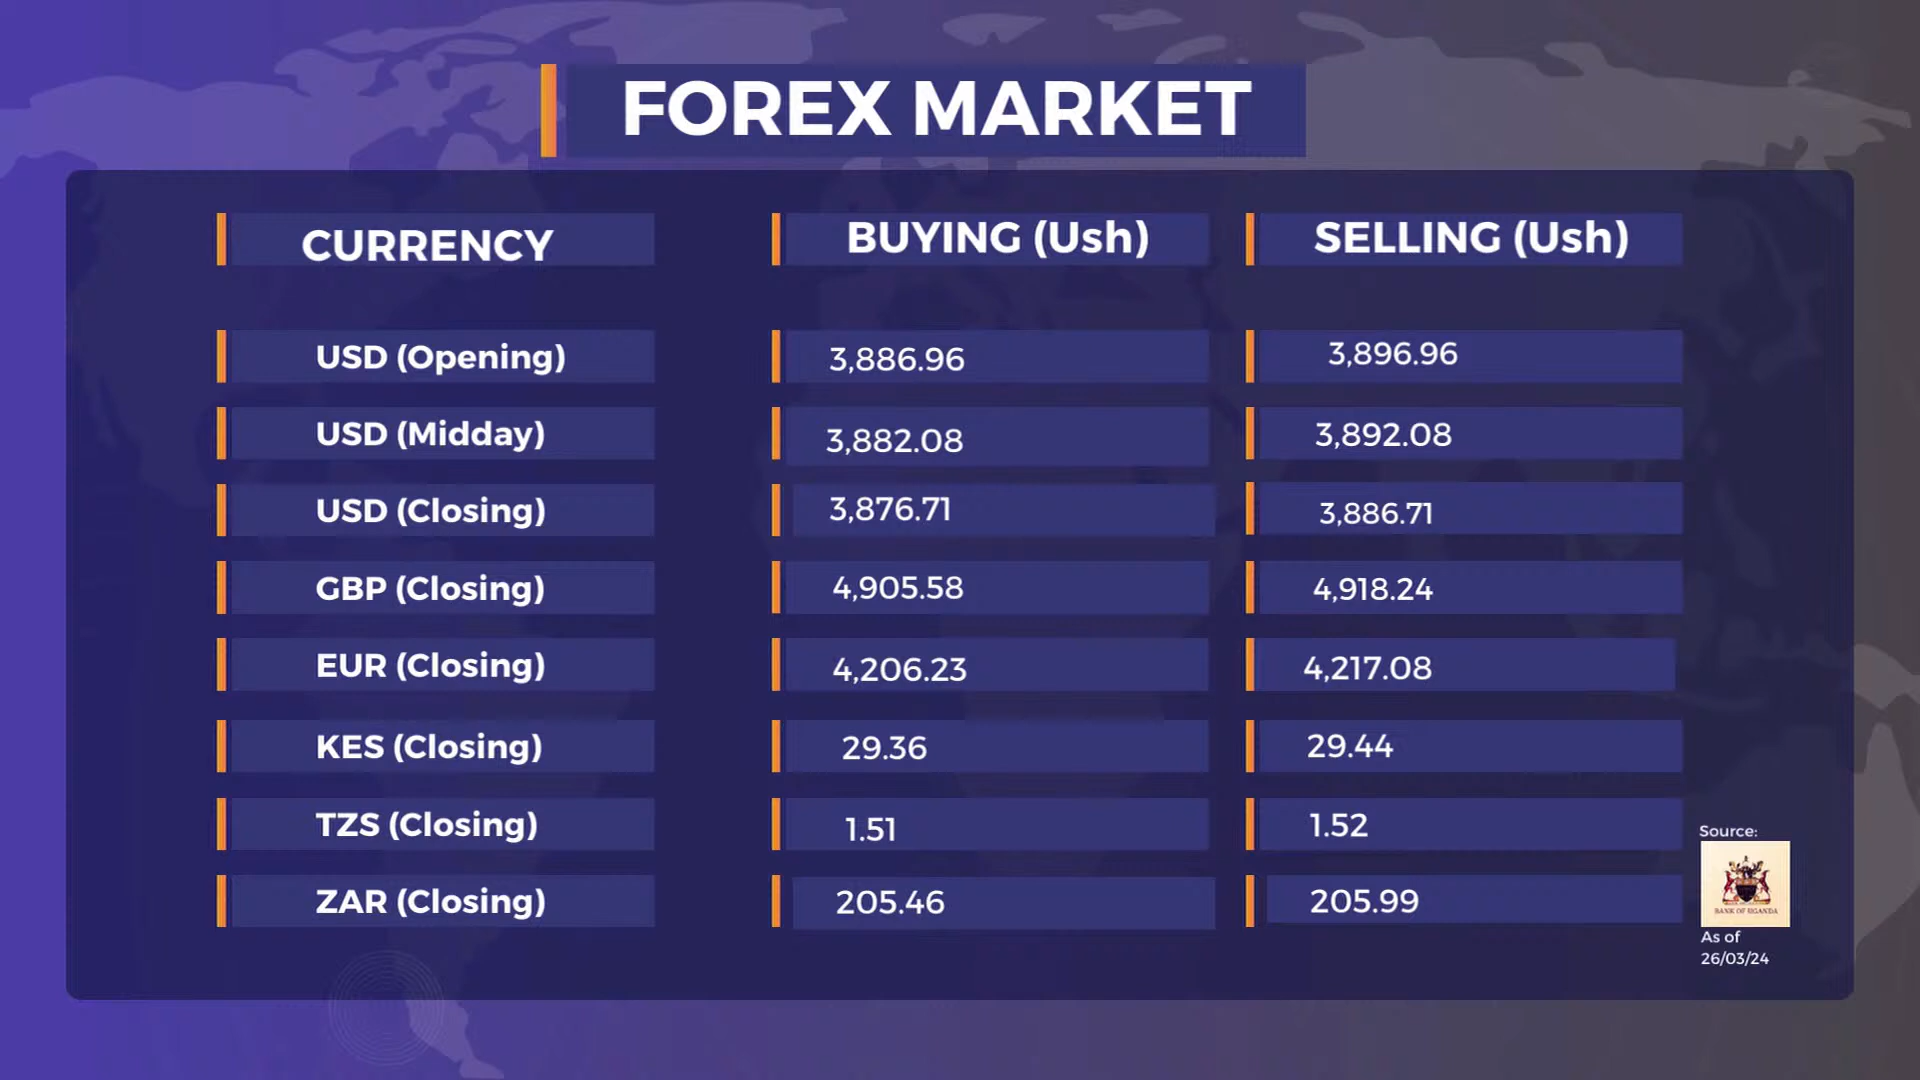 FOREX MARKET
CURRENCY BUYING (Ush) SELLING (Ush)
USD (Opening) 3,886.96 3,896.96
USD (Midday) 3,882.08 3,892.08
USD (Closing) 3,876.71 3,886.71
GBP (Closing) 4,905.58 4,918.24
EUR (Closing) 4,206.23 4,217.08
KES (Closing) 29.36 29.44
TZS (Closing) 1.51 1.52
ZAR (Closing) 205.46 205.99
Source:
BANK OF UGANDA
As of
26/03/24